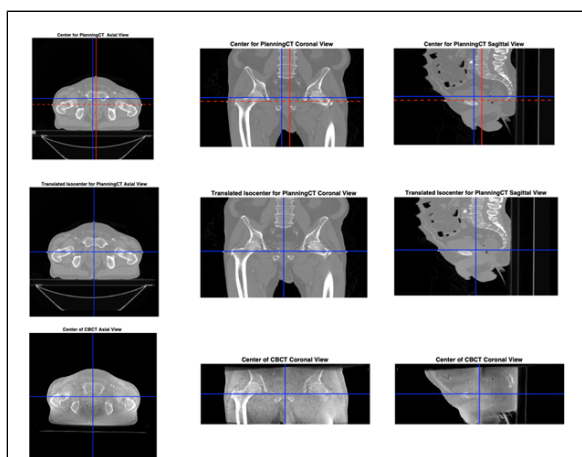 Center for PlanningCT Axial View
Center for PlanningCT Coronal View
Center for PlanningCT Sagittal View
Translated Isocenter for PlanningCT Axial View
Translated Isocenter for PlanningCT Coronal View
Translated Isocenter for PlanningCT Sagittal View
Center of CBCT Axial View
Center of CBCT Coronal View
Center of CBCT Coronal View